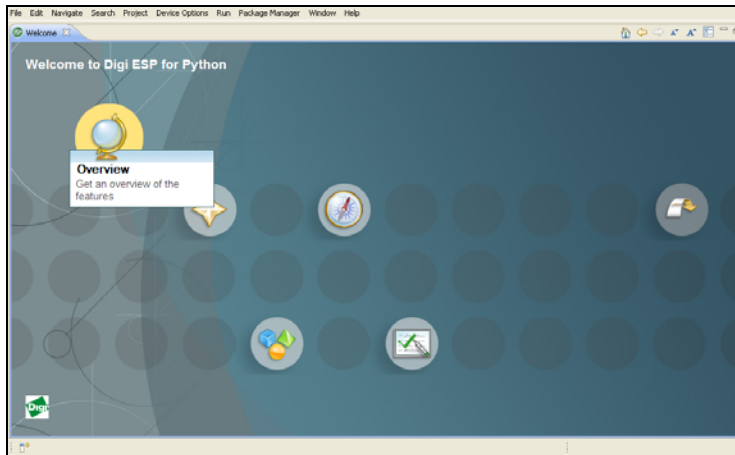 File Edit Navigate Search Project Device Options Run Package Manager Window Help
Welcome
Welcome to Digi ESP for Python
Overview
Get an overview of the
features
Digi